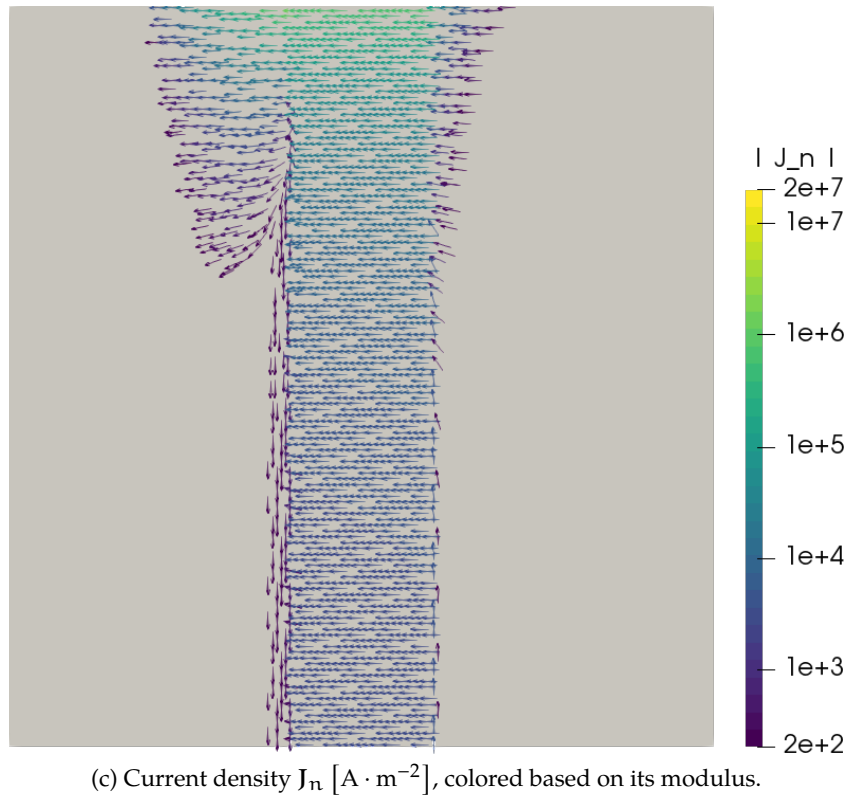 | J_n |
2e+7
1e+7
1e+6
1e+5
1e+4
1e+3
2e+2
(c) Current density Jₙ [A · m⁻²], colored based on its modulus.